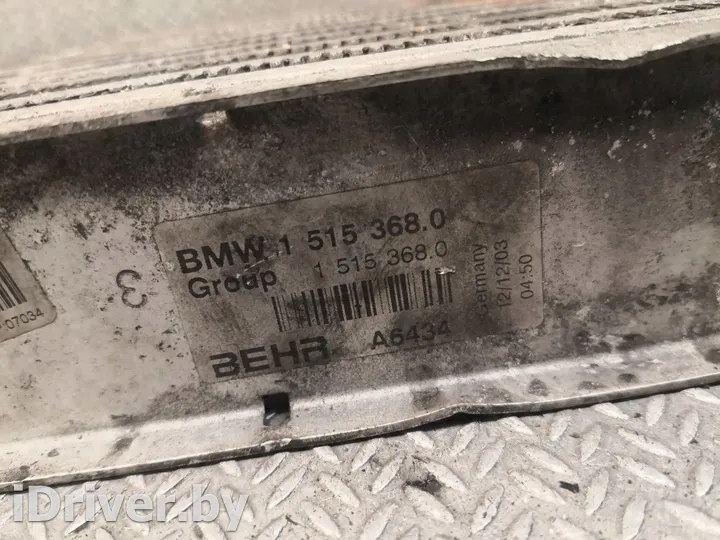 BMW 1 515 368.0
Group 1 515 368.0
BEHR A6434
Germany
12/12/03
04:50
3
07034
iDriver.by